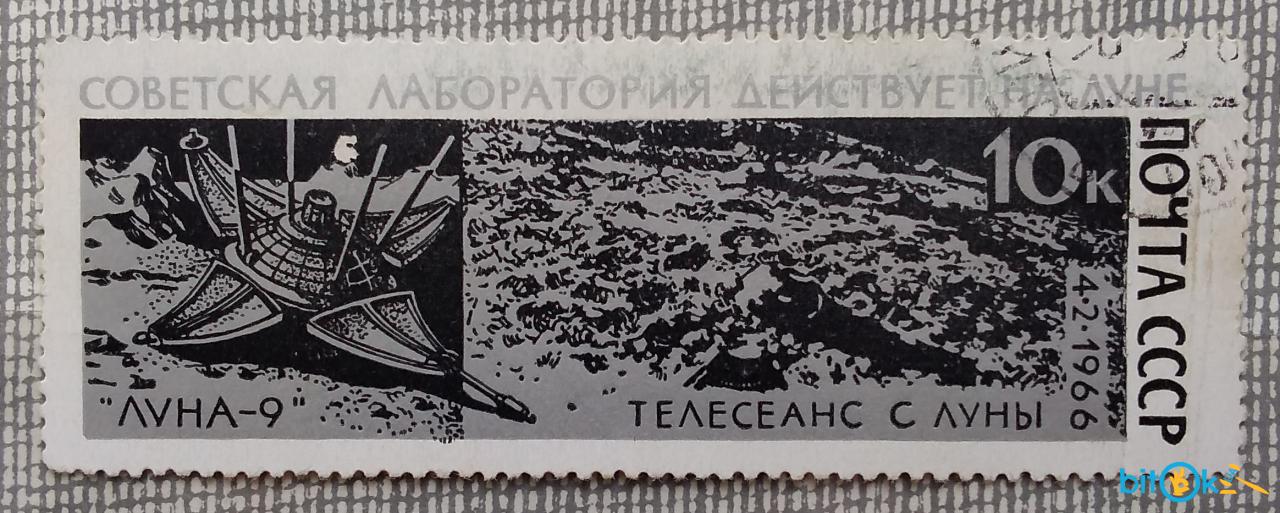 СОВЕТСКАЯ ЛАБОРАТОРИЯ ДЕЙСТВУЕТ НА ЛУНЕ
10к
ПОЧТА СССР
4·2·1966
"ЛУНА-9"
ТЕЛЕСЕАНС С ЛУНЫ
bitok